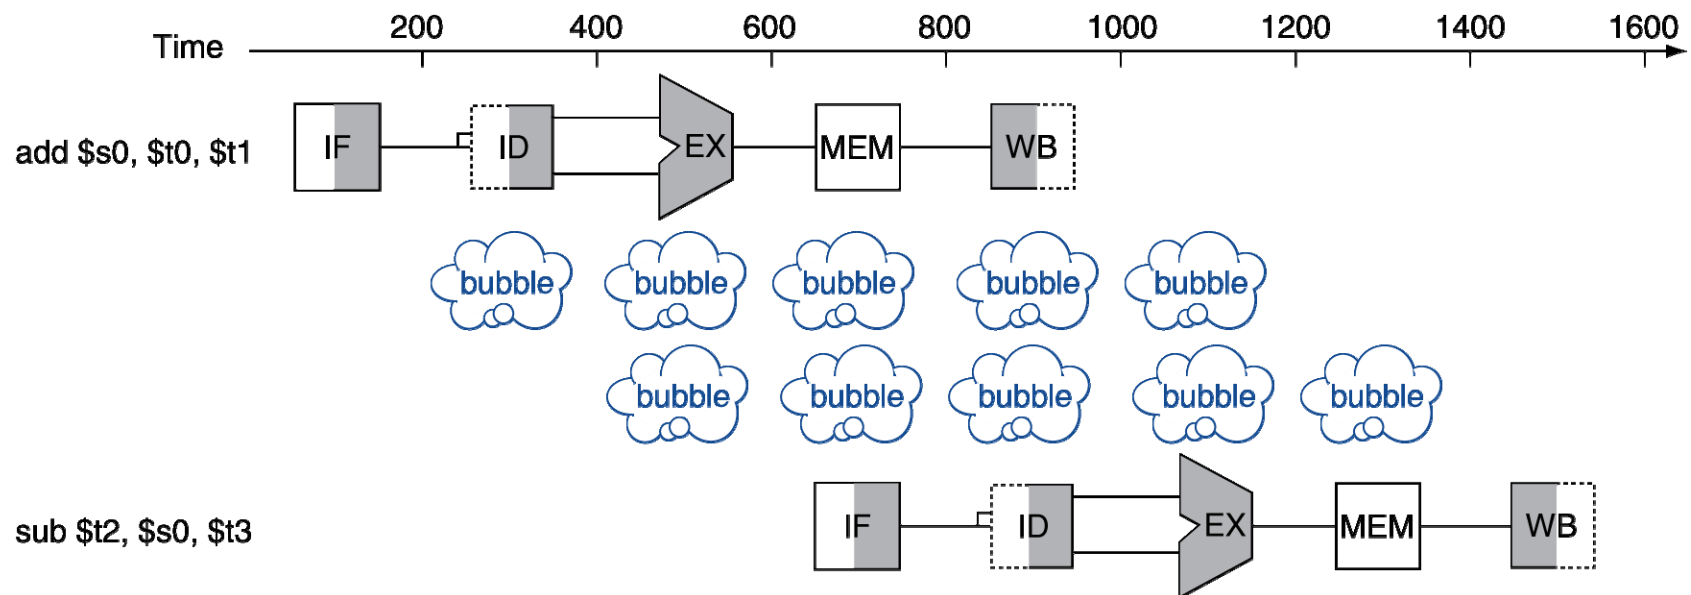 Time 200 400 600 800 1000 1200 1400 1600
add $s0, $t0, $t1 IF ID EX MEM WB
bubble bubble bubble bubble bubble
bubble bubble bubble bubble bubble
sub $t2, $s0, $t3 IF ID EX MEM WB